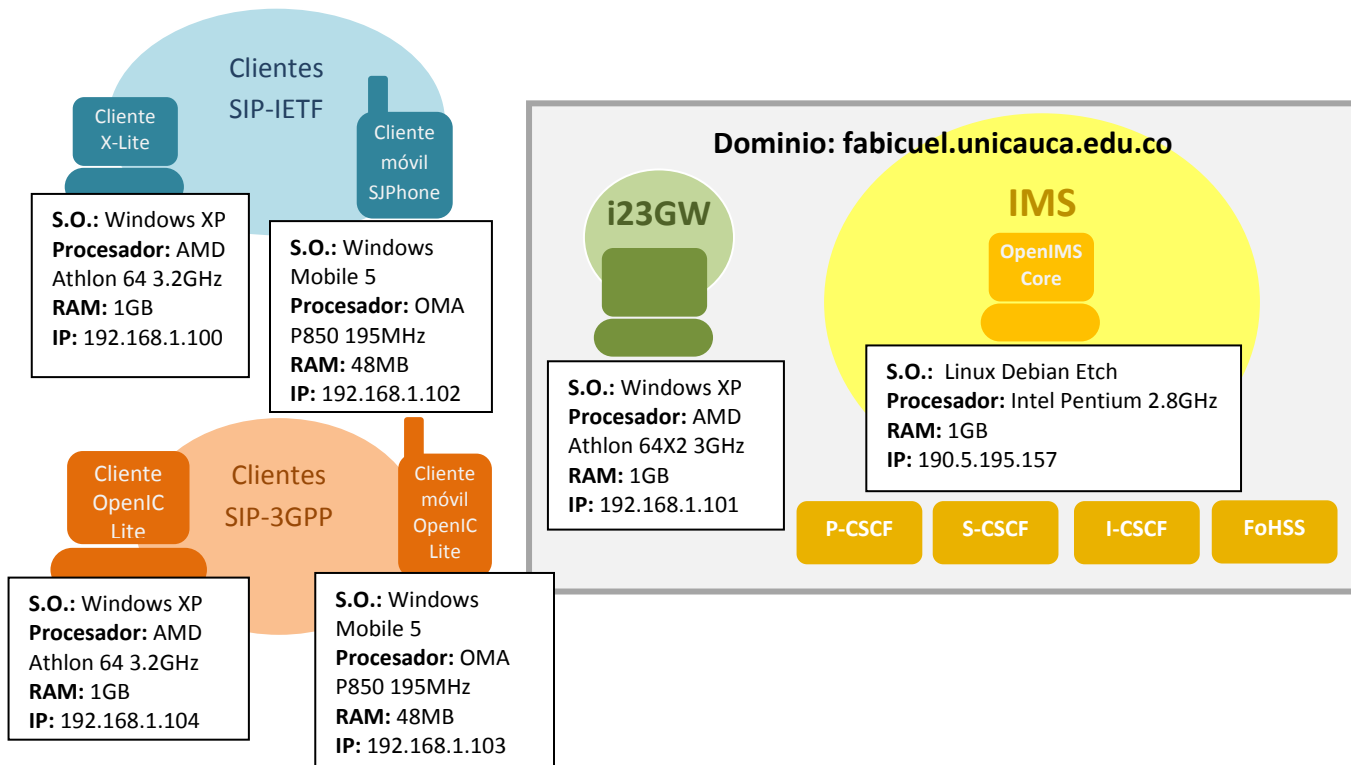 Clientes
SIP-IETF
Cliente
X-Lite
Cliente
móvil
SJPhone
S.O.: Windows XP
Procesador: AMD
Athlon 64 3.2GHz
RAM: 1GB
IP: 192.168.1.100
S.O.: Windows
Mobile 5
Procesador: OMA
P850 195MHz
RAM: 48MB
IP: 192.168.1.102
Clientes
SIP-3GPP
Cliente
OpenIC
Lite
Cliente
móvil
OpenIC
Lite
S.O.: Windows XP
Procesador: AMD
Athlon 64 3.2GHz
RAM: 1GB
IP: 192.168.1.104
S.O.: Windows
Mobile 5
Procesador: OMA
P850 195MHz
RAM: 48MB
IP: 192.168.1.103
Dominio: fabicuel.unicauca.edu.co
i23GW
S.O.: Windows XP
Procesador: AMD
Athlon 64X2 3GHz
RAM: 1GB
IP: 192.168.1.101
IMS
OpenIMS
Core
S.O.: Linux Debian Etch
Procesador: Intel Pentium 2.8GHz
RAM: 1GB
IP: 190.5.195.157
P-CSCF
S-CSCF
I-CSCF
FoHSS